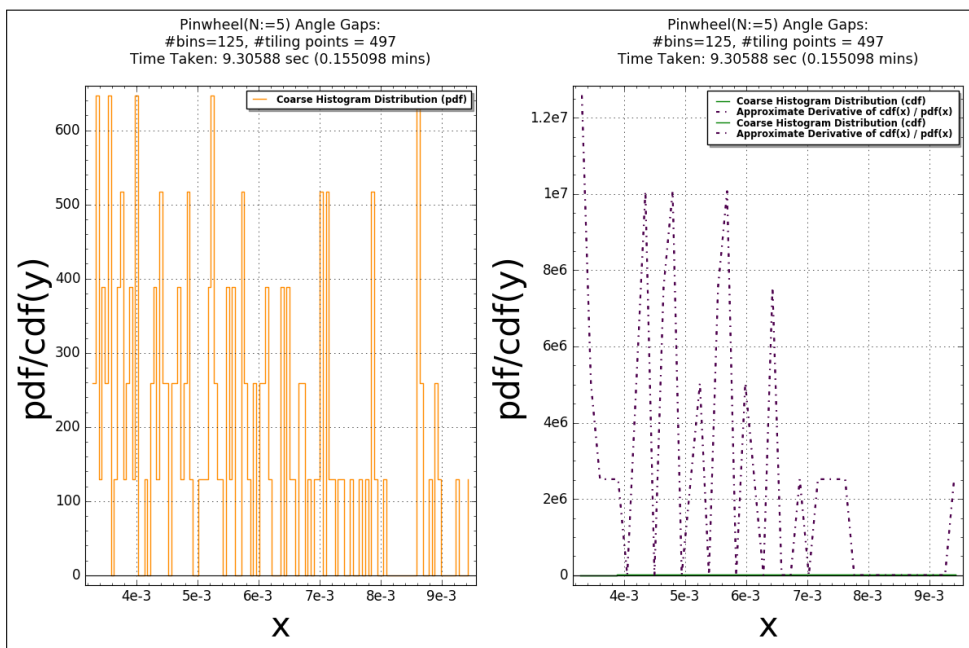 Pinwheel(N:=5) Angle Gaps:
#bins=125, #tiling points = 497
Time Taken: 9.30588 sec (0.155098 mins)
Coarse Histogram Distribution (pdf)
600
500
400
300
200
100
0
pdf/cdf(y)
4e-3 5e-3 6e-3 7e-3 8e-3 9e-3
x
Pinwheel(N:=5) Angle Gaps:
#bins=125, #tiling points = 497
Time Taken: 9.30588 sec (0.155098 mins)
Coarse Histogram Distribution (cdf)
Approximate Derivative of cdf(x) / pdf(x)
Coarse Histogram Distribution (cdf)
Approximate Derivative of cdf(x) / pdf(x)
1.2e7
1e7
8e6
6e6
4e6
2e6
0
pdf/cdf(y)
4e-3 5e-3 6e-3 7e-3 8e-3 9e-3
x